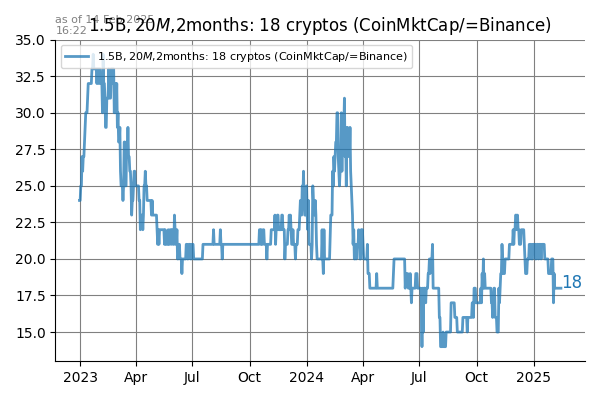 as of 14 Feb 2025
16:22
1.5B,20M,2months: 18 cryptos (CoinMktCap/=Binance)
1.5B,20M,2months: 18 cryptos (CoinMktCap/=Binance)
35.0
32.5
30.0
27.5
25.0
22.5
20.0
17.5
15.0
18
2023 Apr Jul Oct 2024 Apr Jul Oct 2025